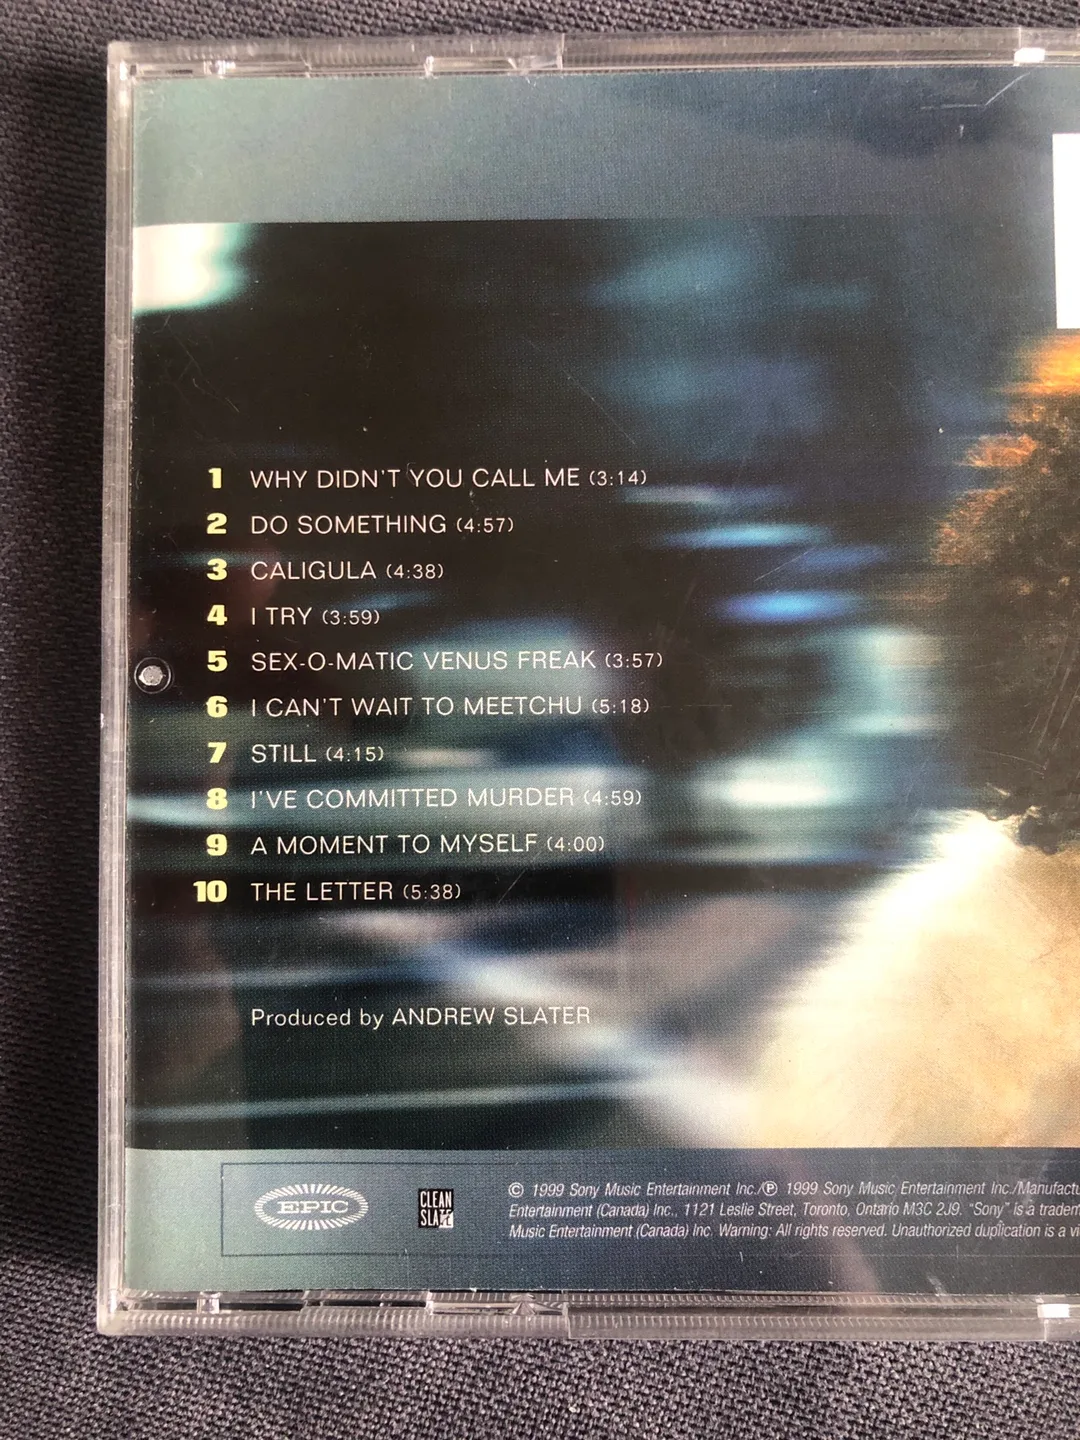 1 WHY DIDN'T YOU CALL ME (3:14)
2 DO SOMETHING (4:57)
3 CALIGULA (4:38)
4 I TRY (3:59)
5 SEX-O-MATIC VENUS FREAK (3:57)
6 I CAN'T WAIT TO MEETCHU (5:18)
7 STILL (4:15)
8 I'VE COMMITTED MURDER (4:59)
9 A MOMENT TO MYSELF (4:00)
10 THE LETTER (5:38)
Produced by ANDREW SLATER
EPIC
CLEAN
SLATE
© 1999 Sony Music Entertainment Inc./℗ 1999 Sony Music Entertainment Inc./Manufactu
Entertainment (Canada) Inc., 1121 Leslie Street, Toronto, Ontario M3C 2J9. "Sony" is a tradem
Music Entertainment (Canada) Inc. Warning: All rights reserved. Unauthorized duplication is a vi